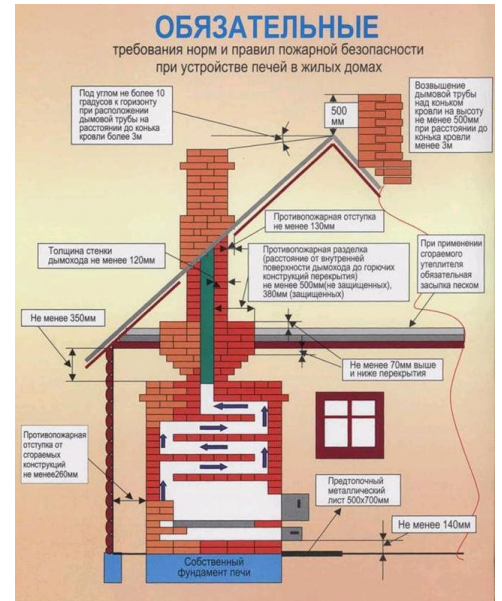 ОБЯЗАТЕЛЬНЫЕ
требования норм и правил пожарной безопасности
при устройстве печей в жилых домах
Под углом не более 10
градусов к горизонту
при расположении
дымовой трубы на
расстоянии до конька
кровли более 3м
500
мм
Возвышение
дымовой трубы
над коньком
кровли на высоту
не менее 500мм
при расстоянии до
конька кровли
менее 3м
Противопожарная отступка
не менее 130мм
Толщина стенки
дымохода не менее 120мм
Противопожарная разделка
(расстояние от внутренней
поверхности дымохода до горючих
конструкций перекрытия)
не менее 500мм(не защищенных),
380мм (защищенных)
При применении
сгораемого
утеплителя
обязательная
засыпка песком
Не менее 350мм
Не менее 70мм выше
и ниже перекрытия
Противопожарная
отступка от
сгораемых
конструкций
не менее260мм
Предтопочный
металлический
лист 500х700мм
Не менее 140мм
Собственный
фундамент печи